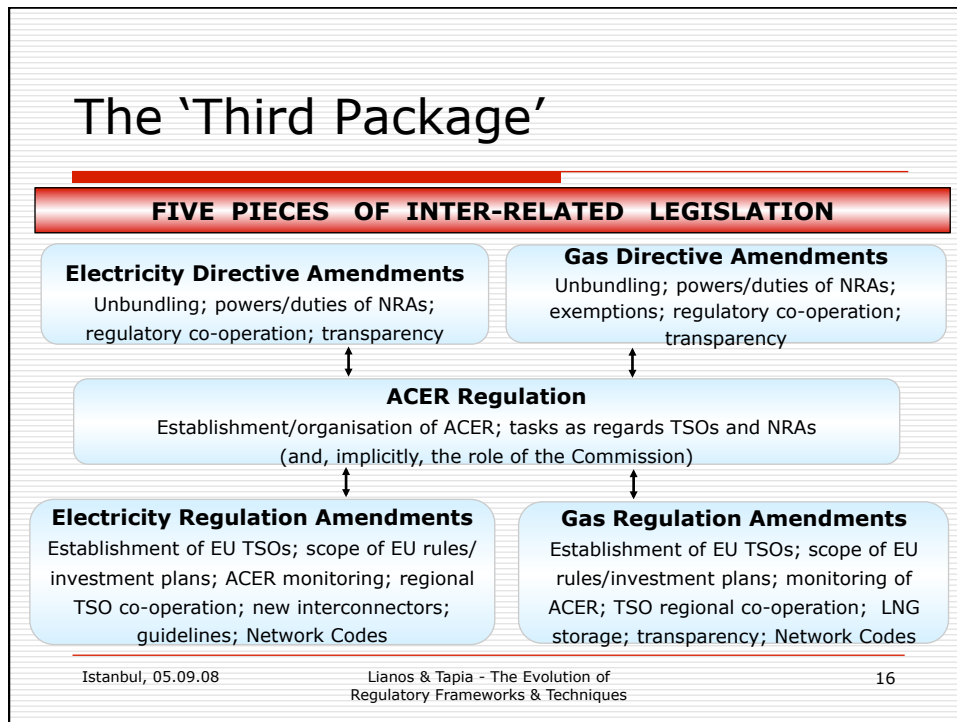 The ‘Third Package’
FIVE PIECES OF INTER-RELATED LEGISLATION
Electricity Directive Amendments
Unbundling; powers/duties of NRAs;
regulatory co-operation; transparency
Gas Directive Amendments
Unbundling; powers/duties of NRAs;
exemptions; regulatory co-operation;
transparency
ACER Regulation
Establishment/organisation of ACER; tasks as regards TSOs and NRAs
(and, implicitly, the role of the Commission)
Electricity Regulation Amendments
Establishment of EU TSOs; scope of EU rules/
investment plans; ACER monitoring; regional
TSO co-operation; new interconnectors;
guidelines; Network Codes
Gas Regulation Amendments
Establishment of EU TSOs; scope of EU
rules/investment plans; monitoring of
ACER; TSO regional co-operation; LNG
storage; transparency; Network Codes
Istanbul, 05.09.08
Lianos & Tapia - The Evolution of
Regulatory Frameworks & Techniques
16